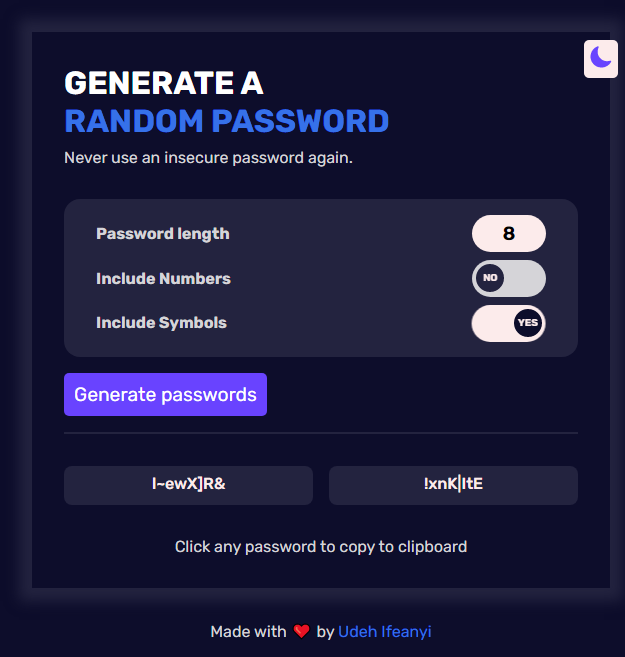 GENERATE A
RANDOM PASSWORD
Never use an insecure password again.
Password length 8
Include Numbers NO
Include Symbols YES
Generate passwords
l~ewX]R& !xnK|ItE
Click any password to copy to clipboard
Made with ❤ by Udeh Ifeanyi